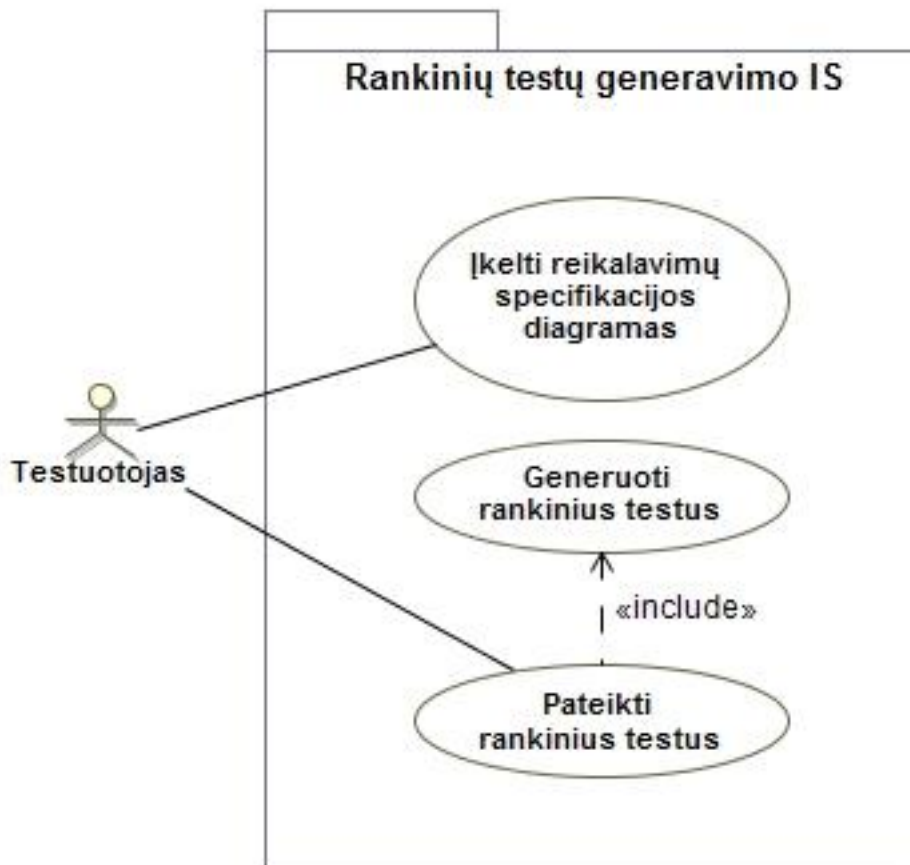 Rankinių testų generavimo IS
Įkelti reikalavimų
specifikacijos
diagramas
Testuotojas
Generuoti
rankinius testus
«include»
Pateikti
rankinius testus